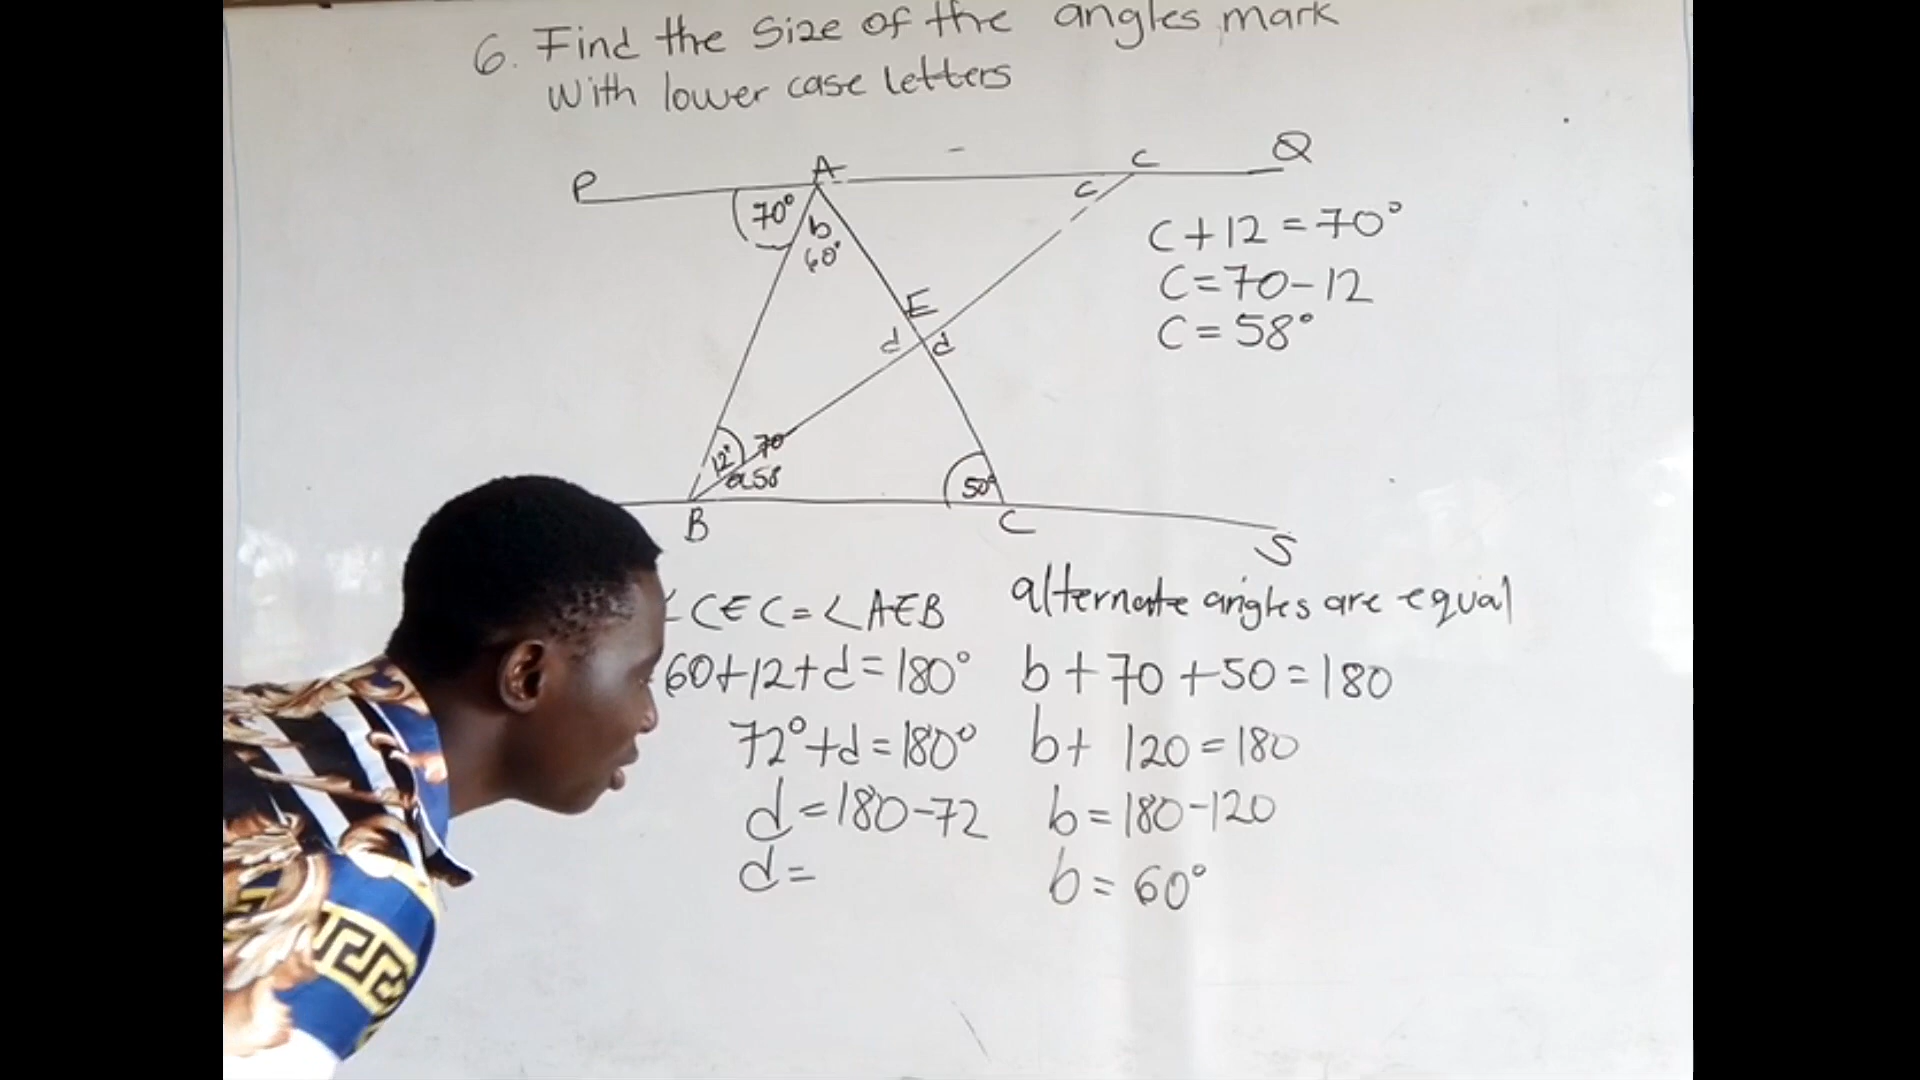 6. Find the size of the angles mark
with lower case letters
P A C Q
70° b c
60°
E
d d
12° 70
a 58 50°
B C S
C+12 = 70°
C = 70-12
C = 58°
∠CEC = ∠AEB
60+12+d = 180°
72°+d = 180°
d = 180-72
d =
alternate angles are equal
b + 70 + 50 = 180
b + 120 = 180
b = 180-120
b = 60°